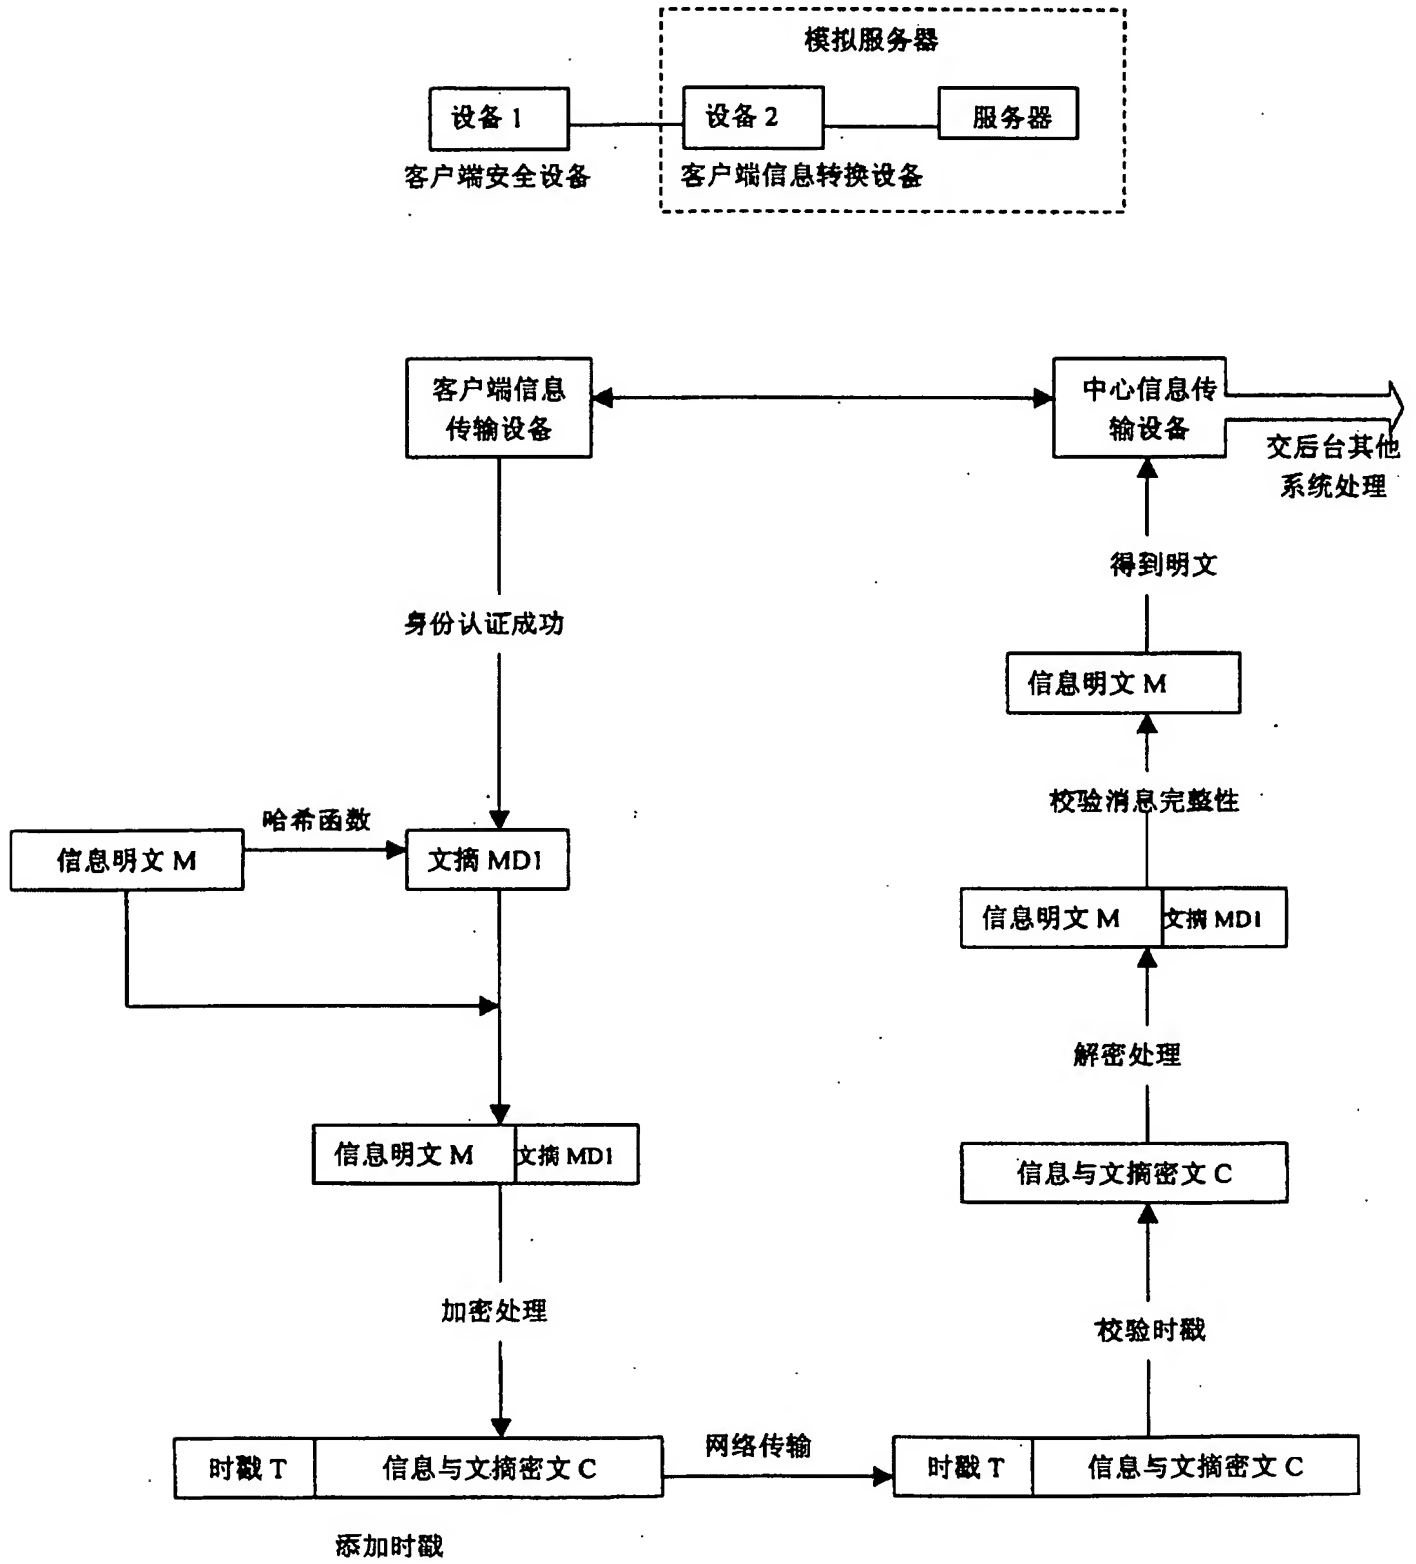 模拟服务器
设备 1
设备 2
服务器
客户端安全设备
客户端信息转换设备
客户端信息
传输设备
中心信息传
输设备
交后台其他
系统处理
得到明文
身份认证成功
信息明文 M
校验消息完整性
哈希函数
信息明文 M
文摘 MD1
信息明文 M
文摘 MD1
解密处理
信息明文 M
文摘 MD1
信息与文摘密文 C
加密处理
校验时戳
网络传输
时戳 T
信息与文摘密文 C
时戳 T
信息与文摘密文 C
添加时戳